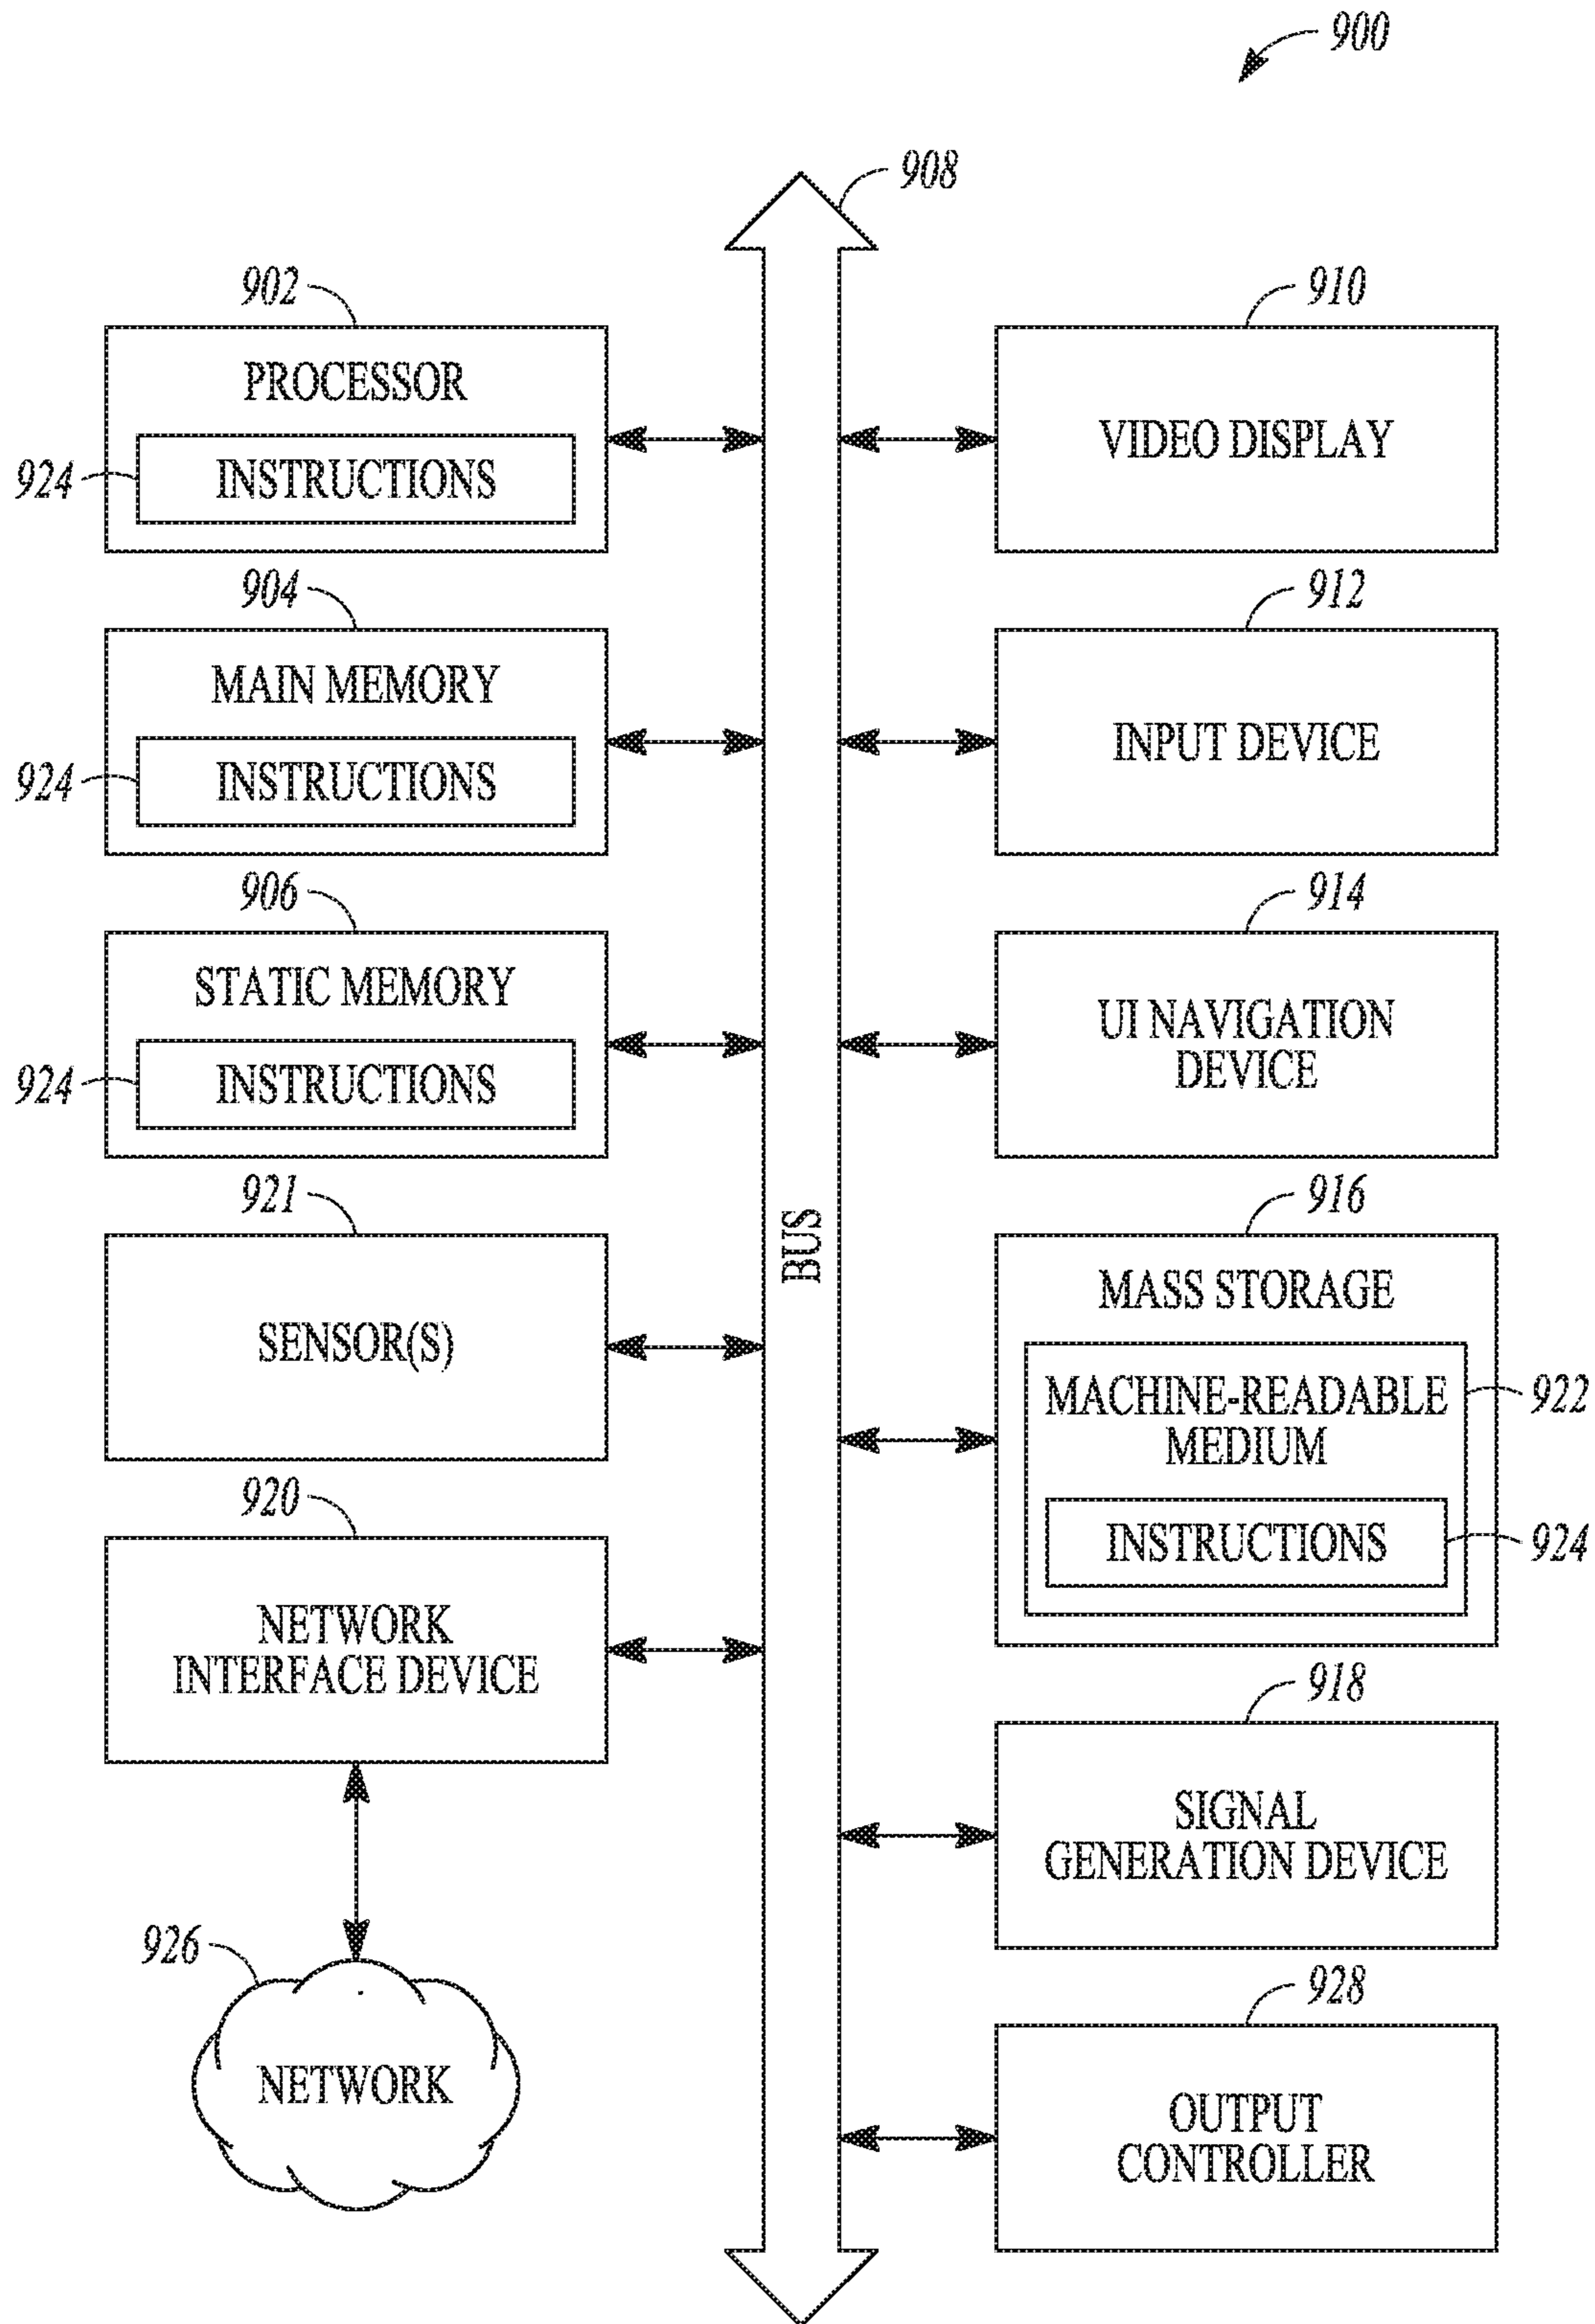 900
908
902
PROCESSOR
924
INSTRUCTIONS
904
MAIN MEMORY
924
INSTRUCTIONS
906
STATIC MEMORY
924
INSTRUCTIONS
921
SENSOR(S)
920
NETWORK
INTERFACE DEVICE
926
NETWORK
BUS
910
VIDEO DISPLAY
912
INPUT DEVICE
914
UI NAVIGATION
DEVICE
916
MASS STORAGE
MACHINE-READABLE
MEDIUM
922
INSTRUCTIONS
924
918
SIGNAL
GENERATION DEVICE
928
OUTPUT
CONTROLLER